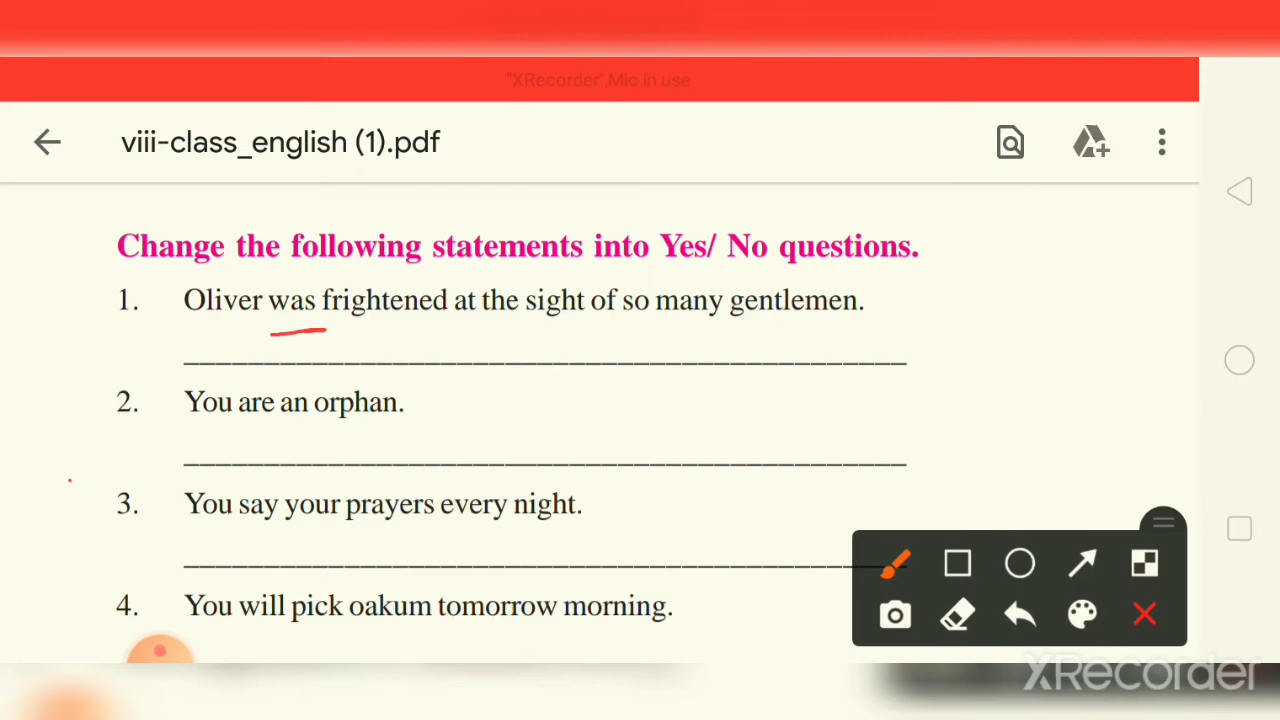 "XRecorder",Mic in use
viii-class_english (1).pdf
Change the following statements into Yes/ No questions.
1. Oliver was frightened at the sight of so many gentlemen.
2. You are an orphan.
3. You say your prayers every night.
4. You will pick oakum tomorrow morning.
XRecorder